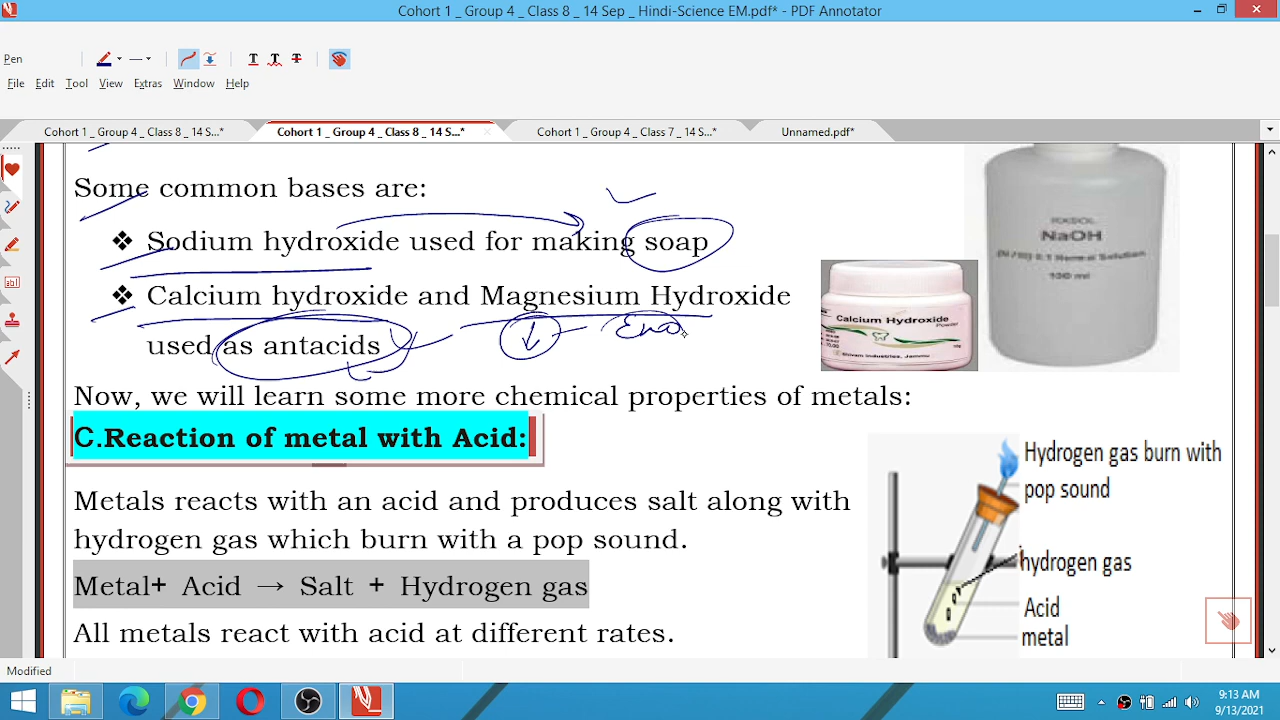 Cohort 1 _ Group 4 _ Class 8 _ 14 Sep _ Hindi-Science EM.pdf* - PDF Annotator
Pen
File Edit Tool View Extras Window Help
Cohort 1 _ Group 4 _ Class 8 _ 14 S...* Cohort 1 _ Group 4 _ Class 8 _ 14 S...* Cohort 1 _ Group 4 _ Class 7 _ 14 S...* Unnamed.pdf*
Some common bases are:
❖ Sodium hydroxide used for making soap
❖ Calcium hydroxide and Magnesium Hydroxide
used as antacids
NaOH
100 ml
Calcium Hydroxide
Powder
Shivam Industries, Jammu
Now, we will learn some more chemical properties of metals:
C.Reaction of metal with Acid:
Metals reacts with an acid and produces salt along with
hydrogen gas which burn with a pop sound.
Metal+ Acid → Salt + Hydrogen gas
All metals react with acid at different rates.
Hydrogen gas burn with
pop sound
hydrogen gas
Acid
metal
Modified
9:13 AM
9/13/2021